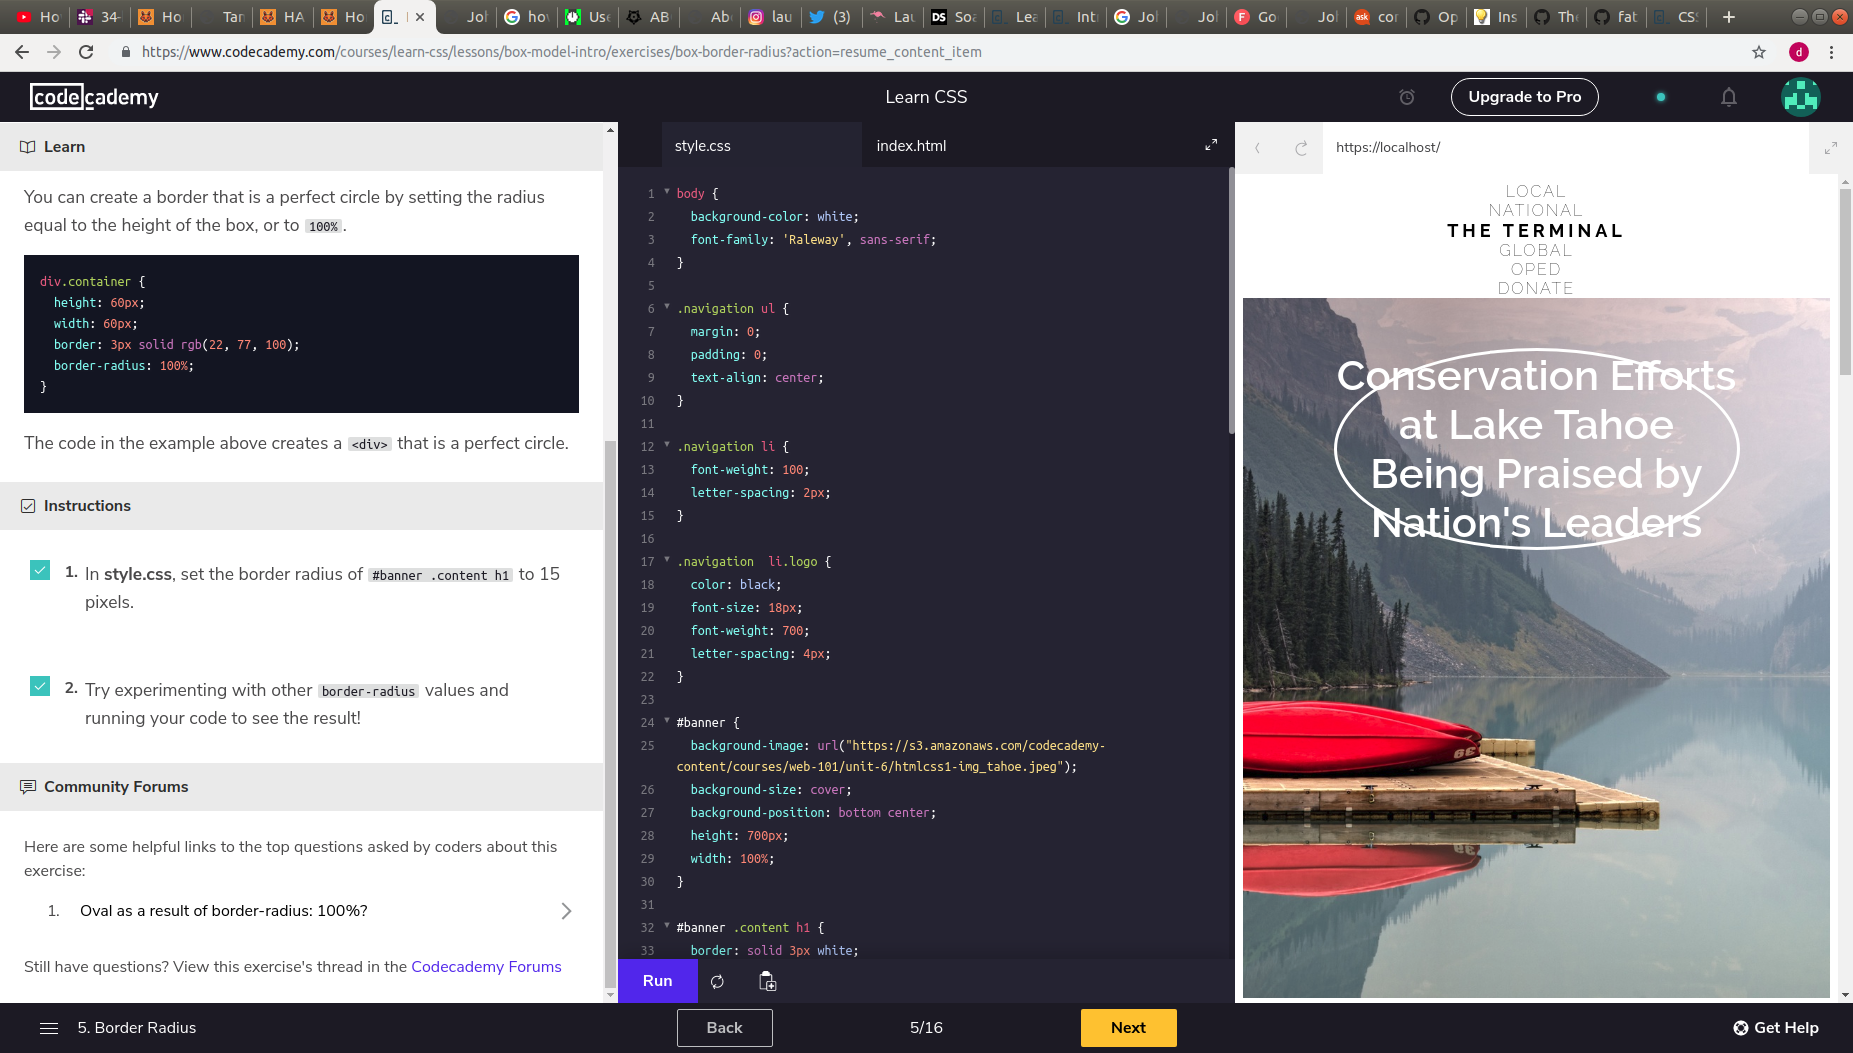 Ho
34-
Ho
Tar
Ho
HA
Ho
Jol
hov
Use
AB
Ab
lau
(3)
Lau
DS
Soa
Lea
Int
Jol
Jol
F
Go
Jol
ask
cor
Op
Ins
Th
fat
CSS
https://www.codecademy.com/courses/learn-css/lessons/box-model-intro/exercises/box-border-radius?action=resume_content_item
d
codecademy
Learn CSS
Upgrade to Pro
Learn
You can create a border that is a perfect circle by setting the radius
equal to the height of the box, or to 100%.
div.container {
height: 60px;
width: 60px;
border: 3px solid rgb(22, 77, 100);
border-radius: 100%;
}
The code in the example above creates a <div> that is a perfect circle.
Instructions
1. In style.css, set the border radius of #banner .content h1 to 15
pixels.
2. Try experimenting with other border-radius values and
running your code to see the result!
Community Forums
Here are some helpful links to the top questions asked by coders about this
exercise:
1. Oval as a result of border-radius: 100%?
Still have questions? View this exercise's thread in the Codecademy Forums
style.css
index.html
1 body {
2 background-color: white;
3 font-family: 'Raleway', sans-serif;
4 }
5
6 .navigation ul {
7 margin: 0;
8 padding: 0;
9 text-align: center;
10 }
11
12 .navigation li {
13 font-weight: 100;
14 letter-spacing: 2px;
15 }
16
17 .navigation  li.logo {
18 color: black;
19 font-size: 18px;
20 font-weight: 700;
21 letter-spacing: 4px;
22 }
23
24 #banner {
25 background-image: url("https://s3.amazonaws.com/codecademy-
content/courses/web-101/unit-6/htmlcss1-img_tahoe.jpeg");
26 background-size: cover;
27 background-position: bottom center;
28 height: 700px;
29 width: 100%;
30 }
31
32 #banner .content h1 {
33 border: solid 3px white;
Run
https://localhost/
LOCAL
NATIONAL
THE TERMINAL
GLOBAL
OPED
DONATE
Conservation Efforts
at Lake Tahoe
Being Praised by
Nation's Leaders
5. Border Radius
Back
5/16
Next
Get Help